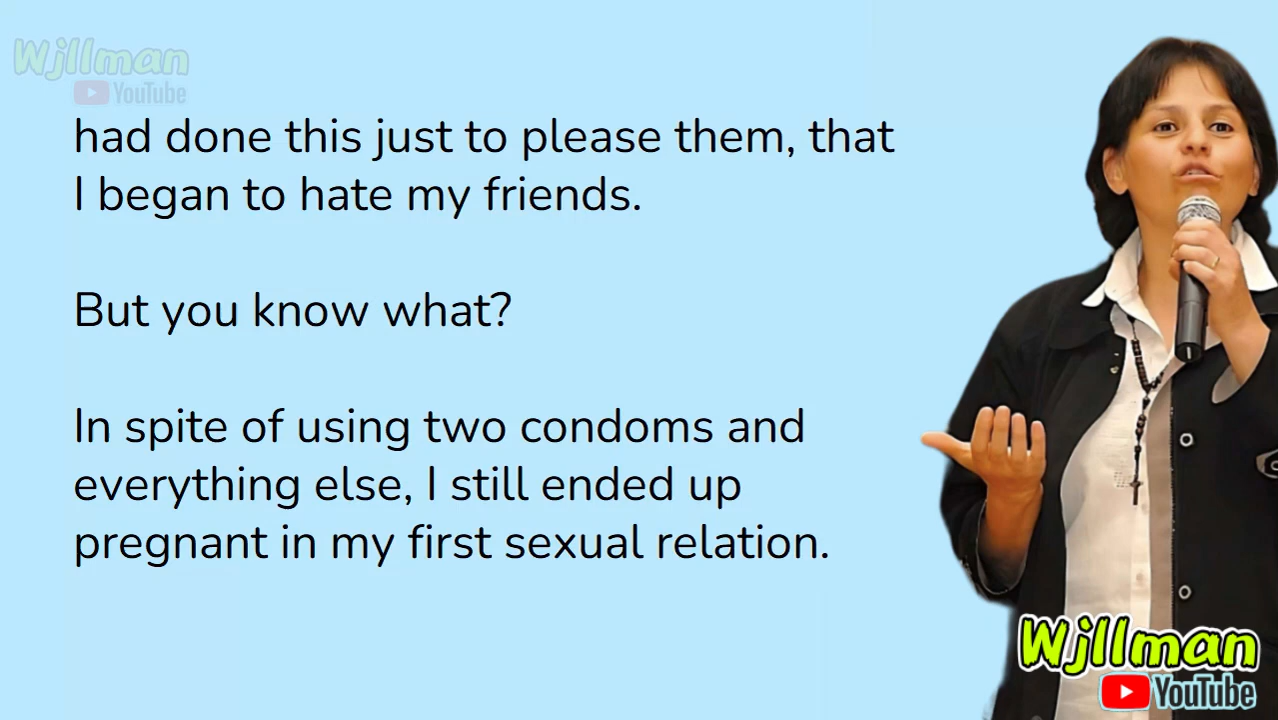 Wjllman
YouTube
had done this just to please them, that
I began to hate my friends.
But you know what?
In spite of using two condoms and
everything else, I still ended up
pregnant in my first sexual relation.
Wjllman
YouTube